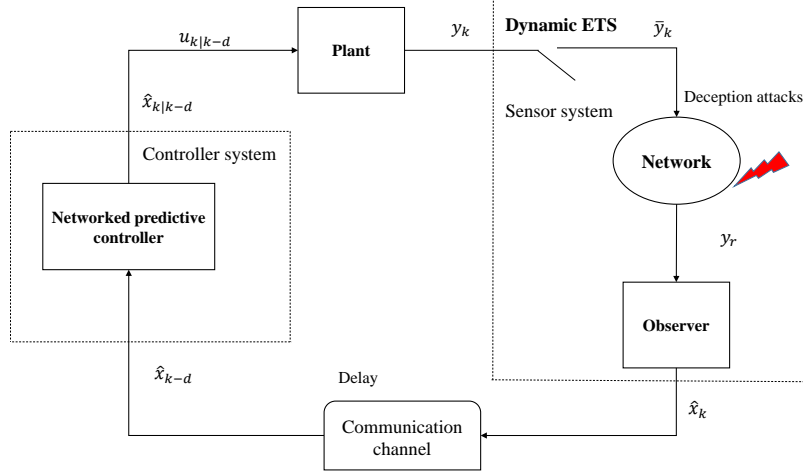 u_{k|k-d}
Plant
y_k
Dynamic ETS
ȳ_k
Sensor system
Deception attacks
x̂_{k|k-d}
Controller system
Network
Networked predictive
controller
y_r
Observer
x̂_{k-d}
Delay
x̂_k
Communication
channel